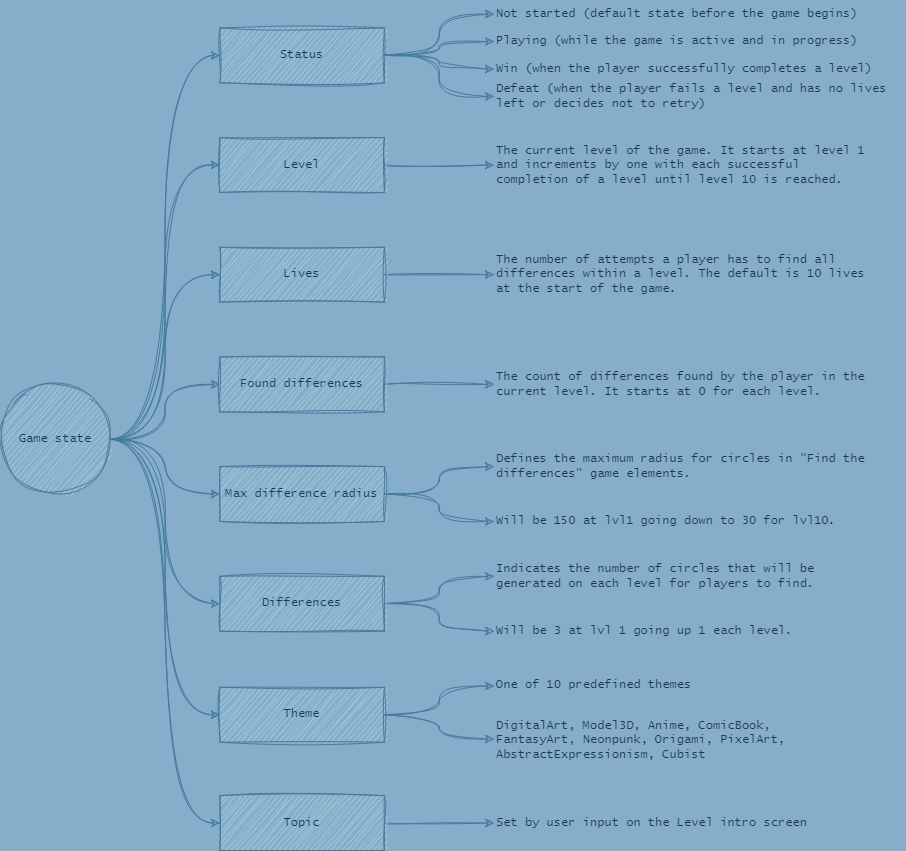 Game state
Status
Not started (default state before the game begins)
Playing (while the game is active and in progress)
Win (when the player successfully completes a level)
Defeat (when the player fails a level and has no lives
left or decides not to retry)
Level
The current level of the game. It starts at level 1
and increments by one with each successful
completion of a level until level 10 is reached.
Lives
The number of attempts a player has to find all
differences within a level. The default is 10 lives
at the start of the game.
Found differences
The count of differences found by the player in the
current level. It starts at 0 for each level.
Max difference radius
Defines the maximum radius for circles in "Find the
differences" game elements.
Will be 150 at lvl1 going down to 30 for lvl10.
Differences
Indicates the number of circles that will be
generated on each level for players to find.
Will be 3 at lvl 1 going up 1 each level.
Theme
One of 10 predefined themes
DigitalArt, Model3D, Anime, ComicBook,
FantasyArt, Neonpunk, Origami, PixelArt,
AbstractExpressionism, Cubist
Topic
Set by user input on the Level intro screen